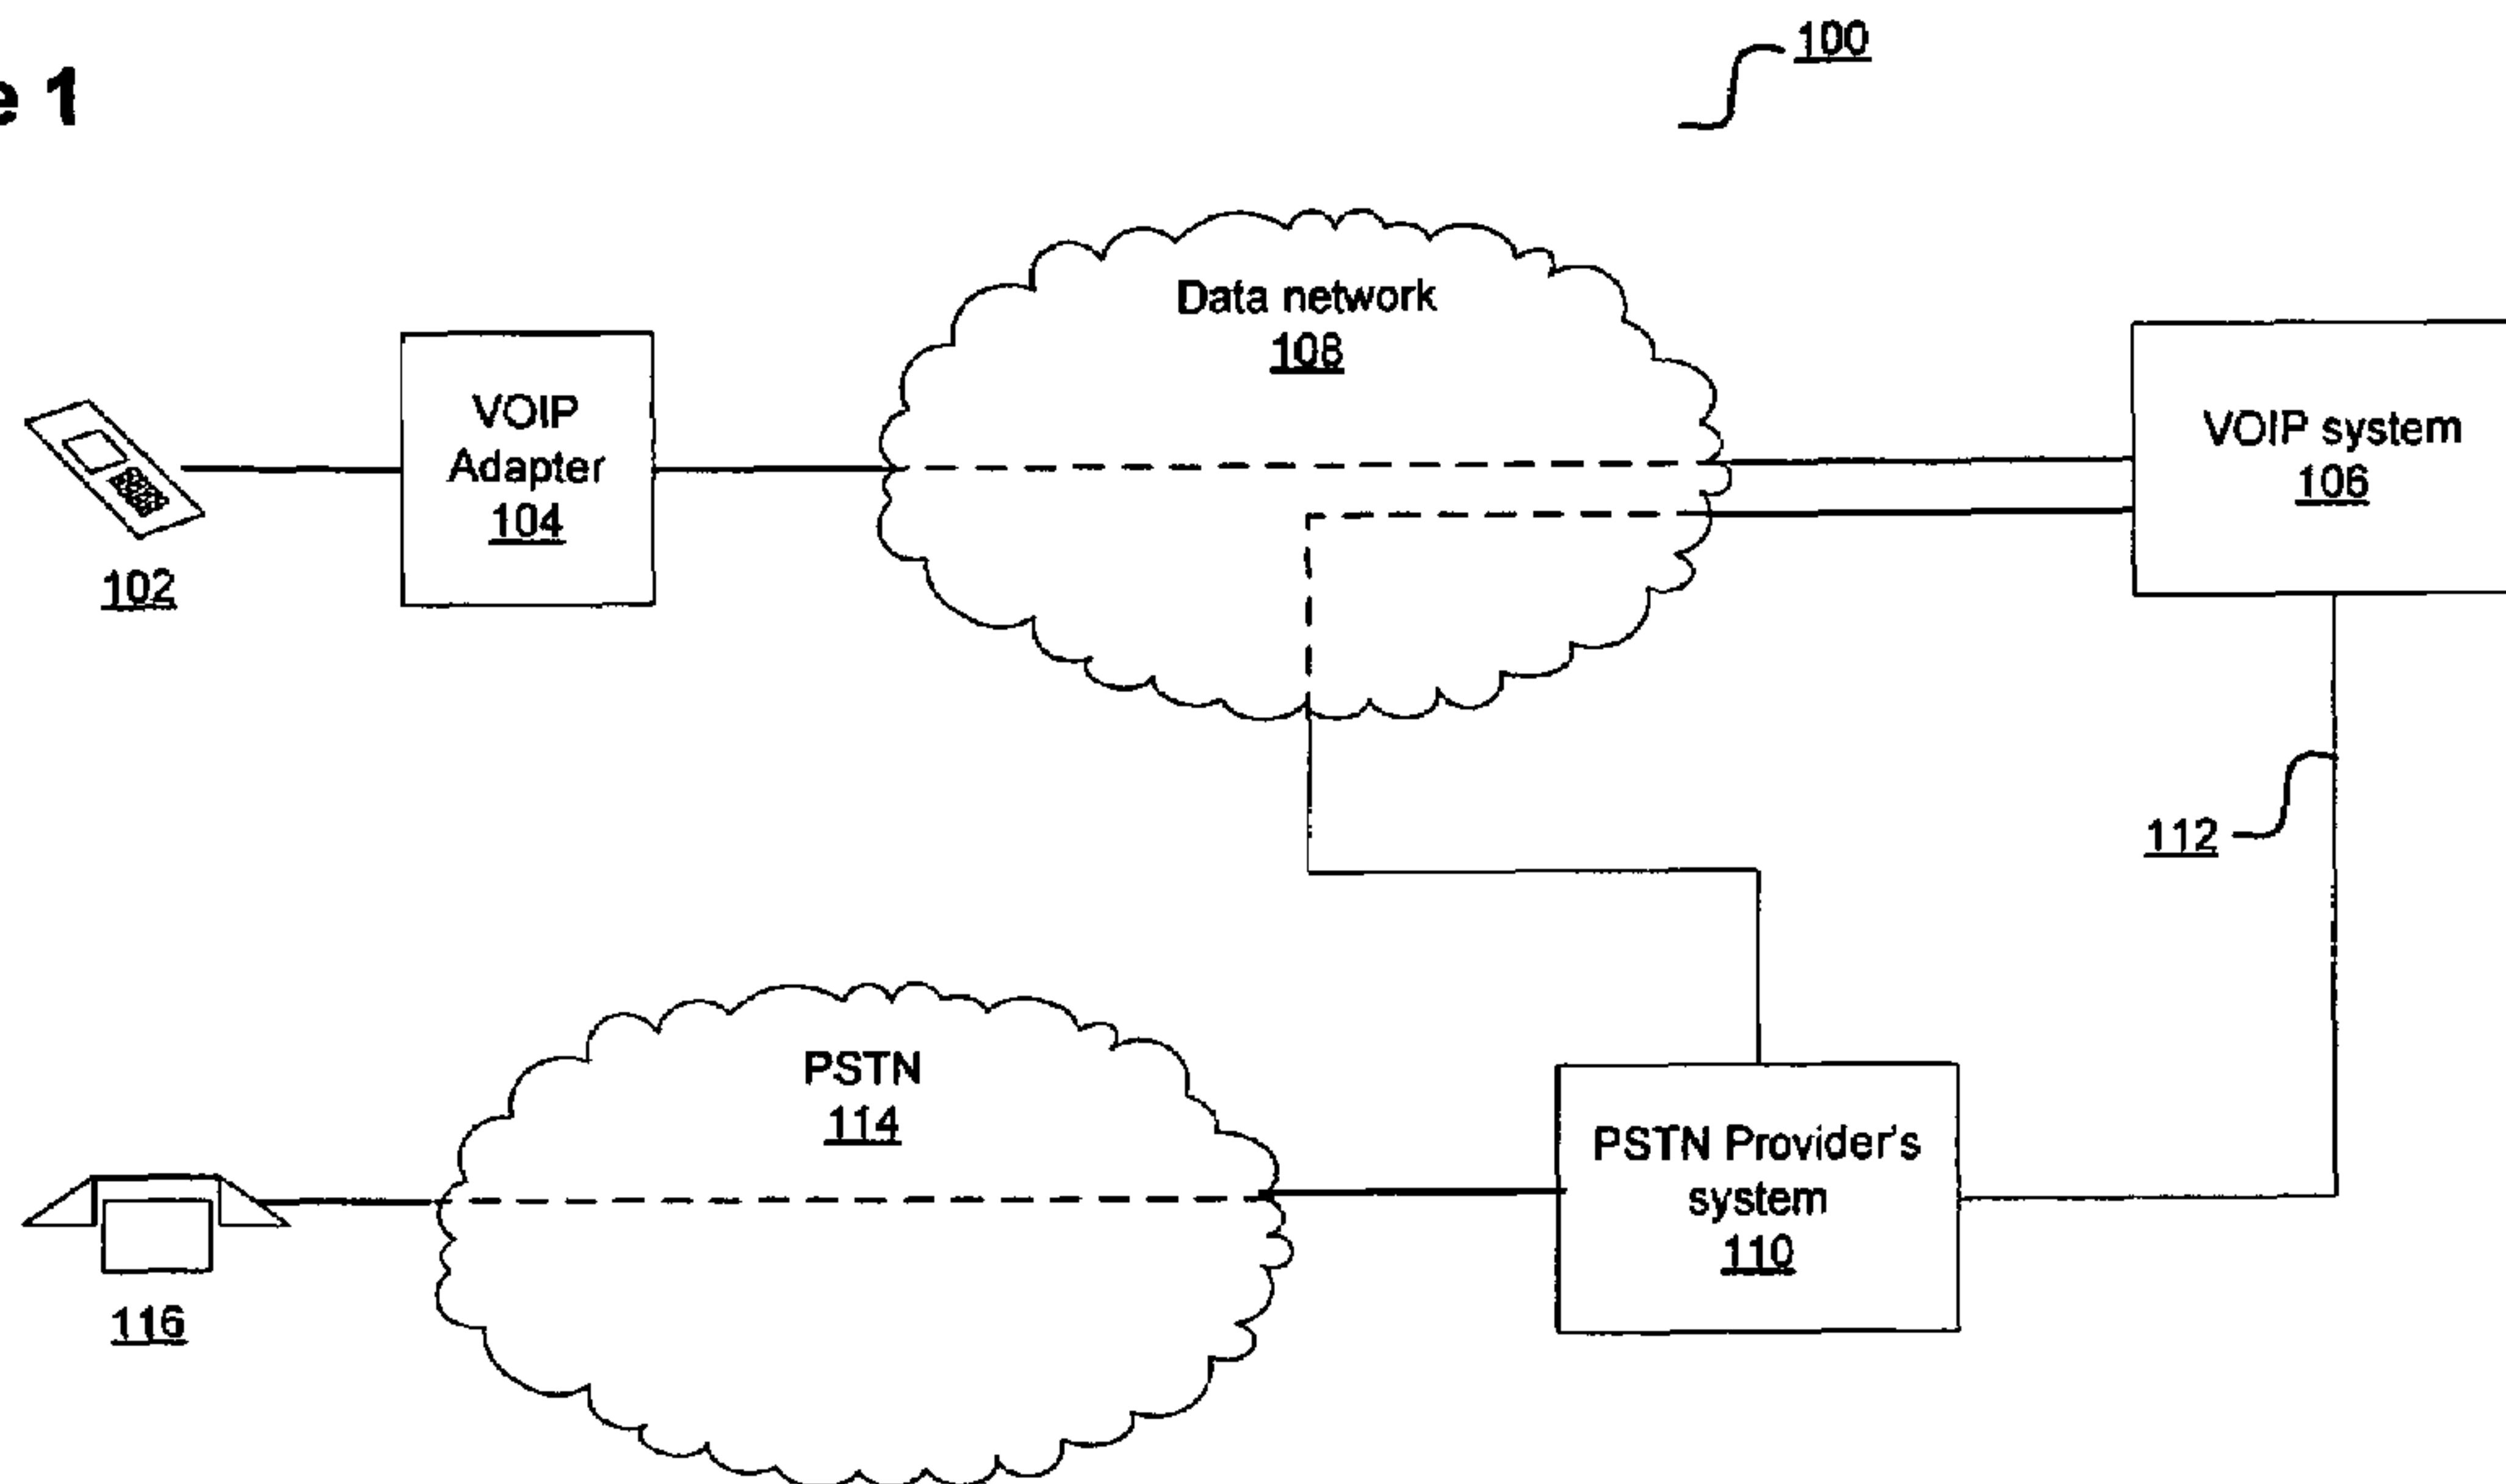 e 1
100
Data network
108
VOIP
Adapter
104
VOIP system
106
102
112
PSTN
114
PSTN Provider's
system
110
116